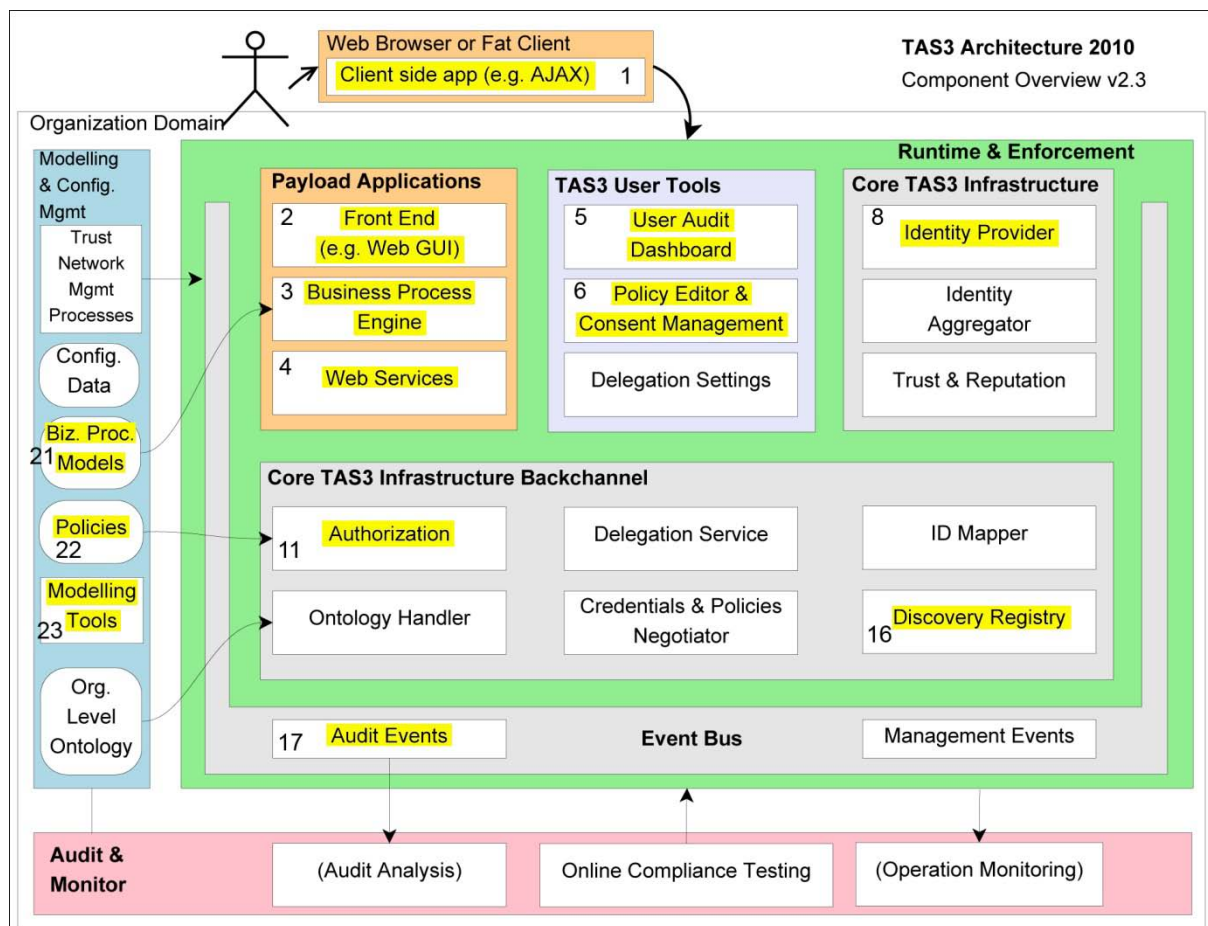 Web Browser or Fat Client
Client side app (e.g. AJAX)
1
TAS3 Architecture 2010
Component Overview v2.3
Organization Domain
Modelling
& Config.
Mgmt
Trust
Network
Mgmt
Processes
Config.
Data
Biz. Proc.
21
Models
Policies
22
Modelling
Tools
23
Org.
Level
Ontology
Runtime & Enforcement
Payload Applications
2
Front End
(e.g. Web GUI)
3
Business Process
Engine
4
Web Services
TAS3 User Tools
5
User Audit
Dashboard
6
Policy Editor &
Consent Management
Delegation Settings
Core TAS3 Infrastructure
8
Identity Provider
Identity
Aggregator
Trust & Reputation
Core TAS3 Infrastructure Backchannel
Authorization
11
Delegation Service
ID Mapper
Ontology Handler
Credentials & Policies
Negotiator
Discovery Registry
16
17
Audit Events
Event Bus
Management Events
Audit &
Monitor
(Audit Analysis)
Online Compliance Testing
(Operation Monitoring)